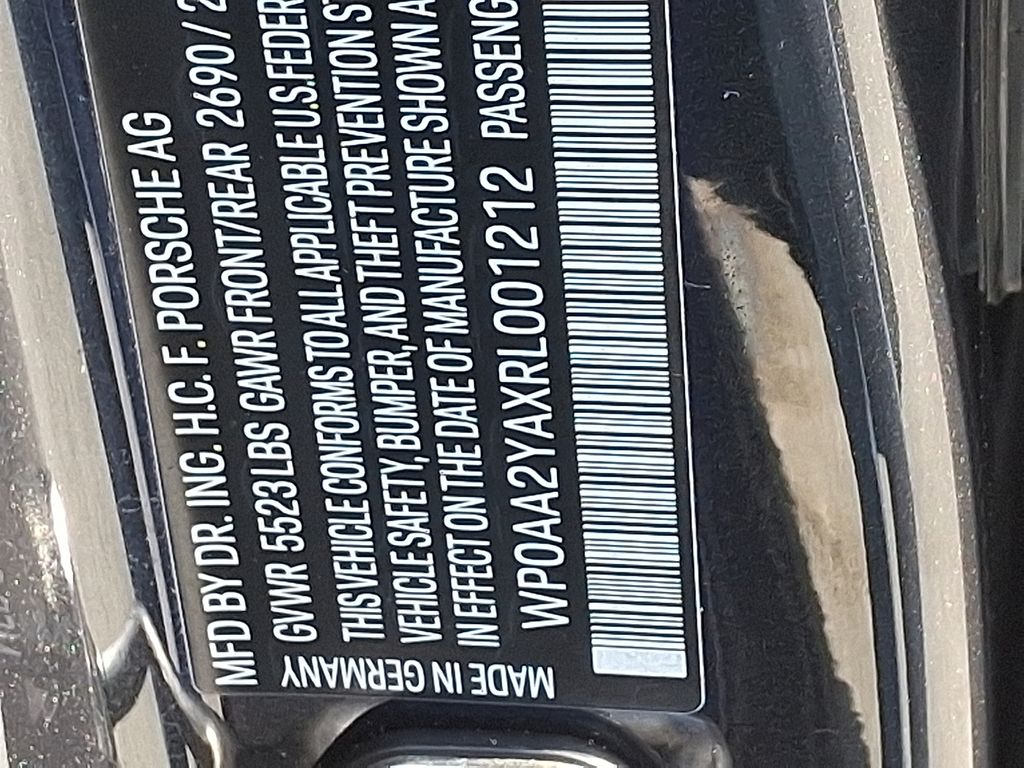 MFD BY DR. ING. H.C. F. PORSCHE AG
GVWR 5523 LBS GAWR FRONT/REAR 2690 / 2
THIS VEHICLE CONFORMS TO ALL APPLICABLE U.S. FEDER
VEHICLE SAFETY, BUMPER, AND THEFT PREVENTION ST
IN EFFECT ON THE DATE OF MANUFACTURE SHOWN A
WP0AA2YAXRL001212 PASSENG
MADE IN GERMANY